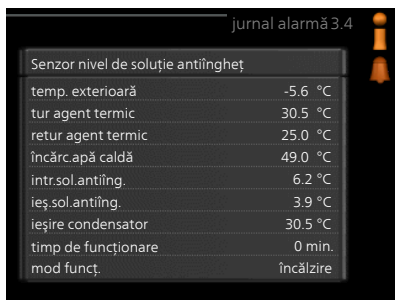 jurnal alarmă 3.4
Senzor nivel de soluție antiîngheț
temp. exterioară -5.6 °C
tur agent termic 30.5 °C
retur agent termic 25.0 °C
încărc.apă caldă 49.0 °C
intr.sol.antiîng. 6.2 °C
ieș.sol.antiîng. 3.9 °C
ieșire condensator 30.5 °C
timp de funcționare 0 min.
mod funcț. încălzire